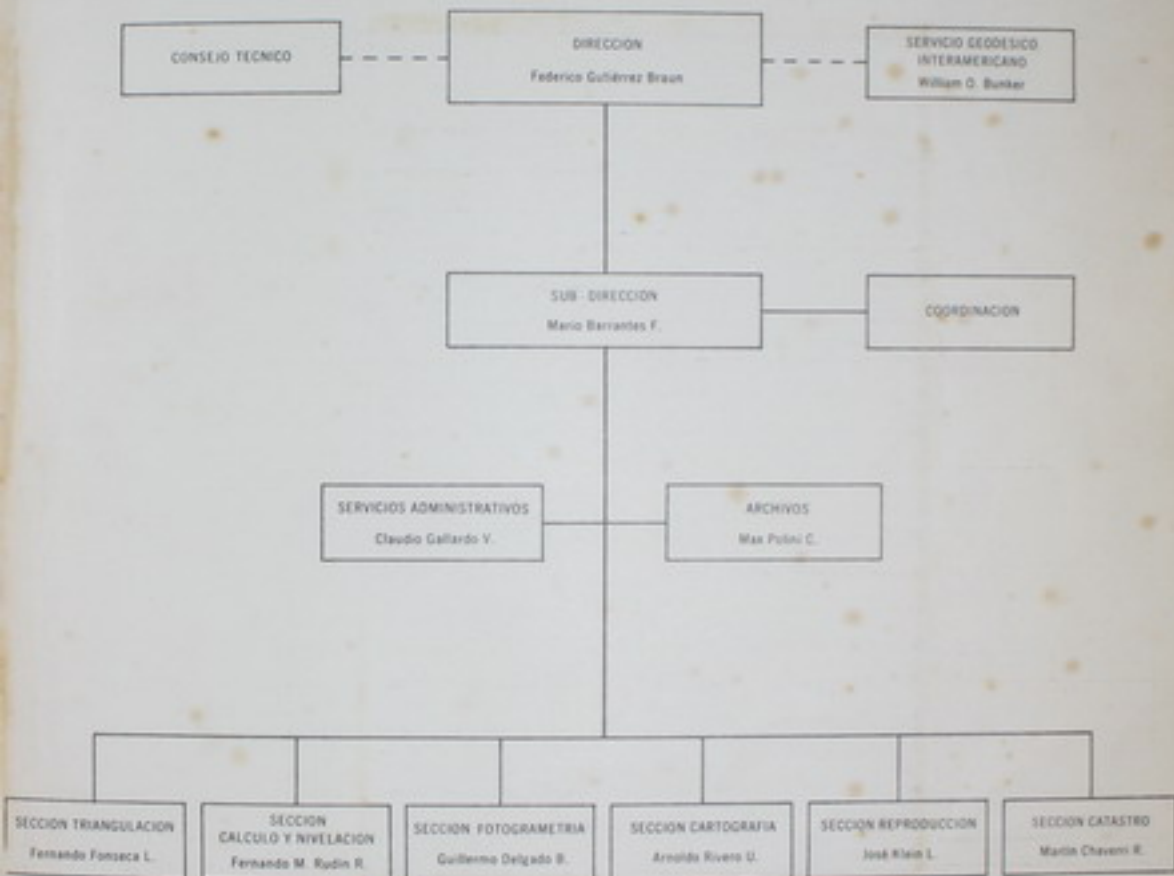 CONSEJO TECNICO
DIRECCION
Federico Gutiérrez Braun
SERVICIO GEODESICO
INTERAMERICANO
William O. Bunker
SUB - DIRECCION
Mario Barrantes F.
COORDINACION
SERVICIOS ADMINISTRATIVOS
Claudio Gallardo V.
ARCHIVOS
Max Polini C.
SECCION TRIANGULACION
Fernando Fonseca L.
SECCION
CALCULO Y NIVELACION
Fernando M. Rudin R.
SECCION FOTOGRAMETRIA
Guillermo Delgado B.
SECCION CARTOGRAFIA
Arnoldo Rivero U.
SECCION REPRODUCCION
José Klein L.
SECCION CATASTRO
Martín Chaverri R.